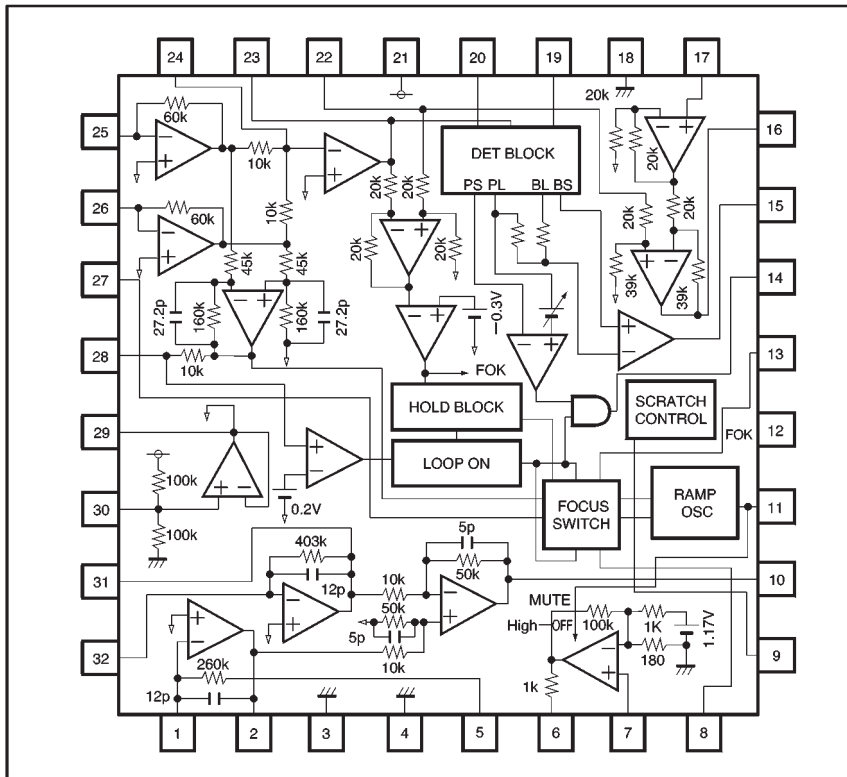 24 23 22 21 20 19 18 17
25 26 27 28 29 30 31 32
16 15 14 13 12 11 10 9
1 2 3 4 5 6 7 8
60k
10k
60k
10k
45k
45k
27.2p
160k
160k
27.2p
10k
20k
20k
20k
20k
DET BLOCK
PS PL BL BS
20k
20k
20k
20k
39k
39k
−0.3V
FOK
HOLD BLOCK
LOOP ON
SCRATCH
CONTROL
FOK
FOCUS
SWITCH
RAMP
OSC
100k
100k
0.2V
403k
12p
5p
10k
50k
50k
5p
10k
260k
12p
MUTE
High OFF
100k
1K
180
1.17V
1k